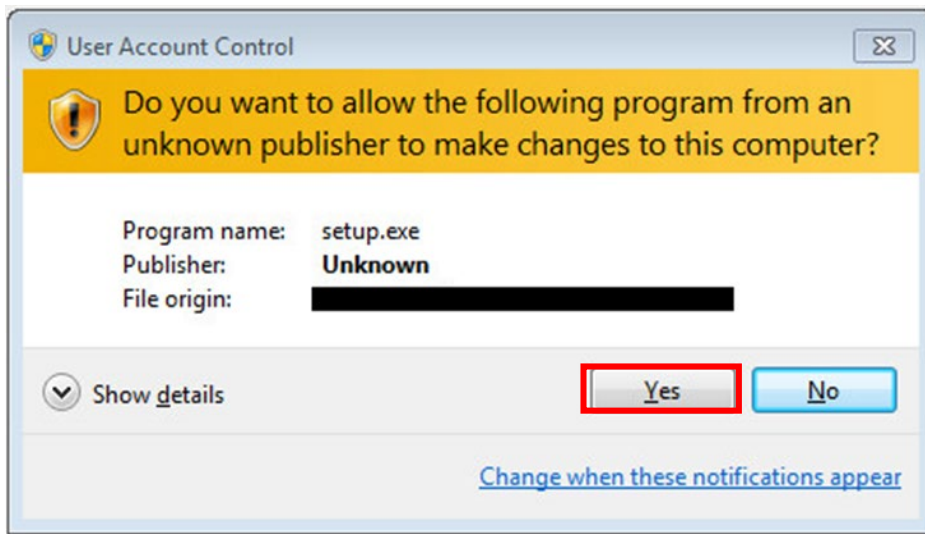 User Account Control
Do you want to allow the following program from an
unknown publisher to make changes to this computer?
Program name: setup.exe
Publisher: Unknown
File origin:
Show details
Yes No
Change when these notifications appear